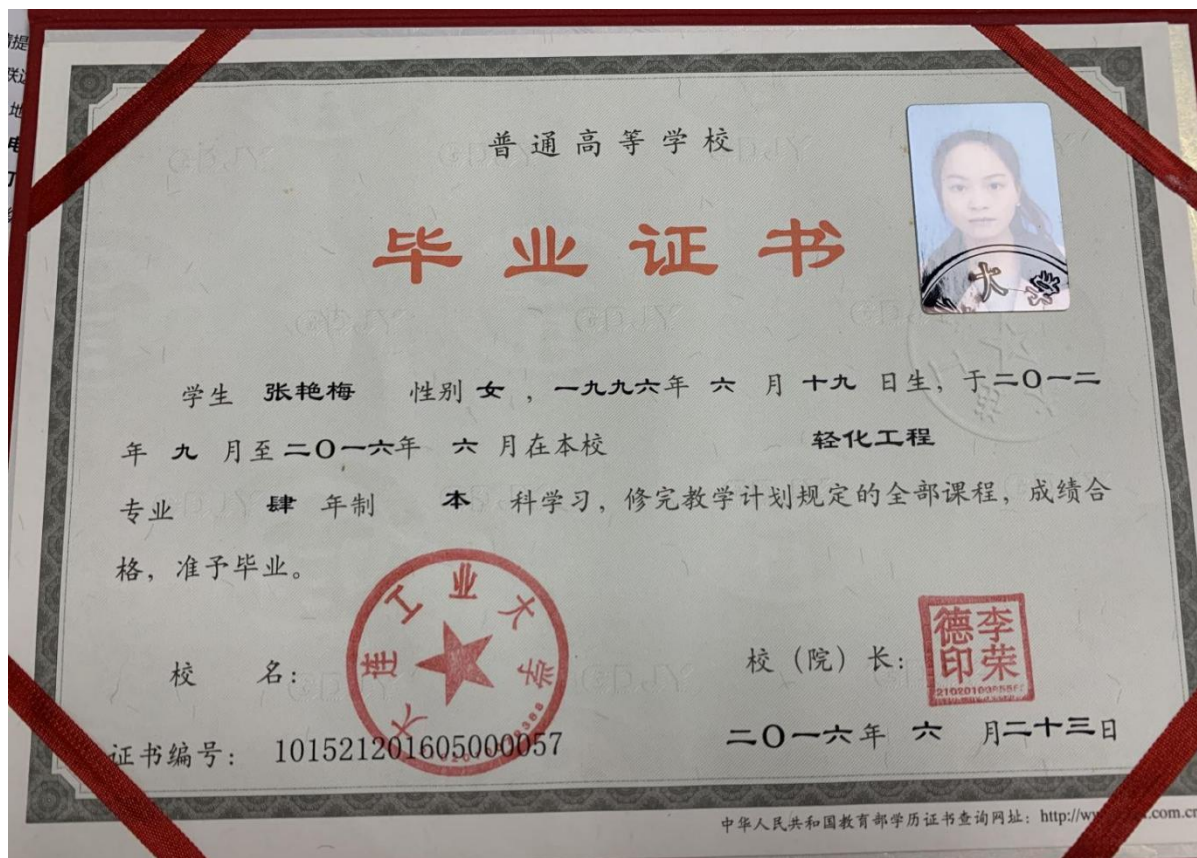 普通高等学校
毕业证书
学生 张艳梅 性别 女 ，一九九六年 六 月 十九 日生，于二〇一二
年 九 月至 二〇一六年 六 月在本校 轻化工程
专业 肆 年制 本 科学习，修完教学计划规定的全部课程，成绩合
格，准予毕业。
大连工业大学
李荣德印
校 名： 校（院）长：
证书编号： 101521201605000057 二〇一六年 六 月二十三日
中华人民共和国教育部学历证书查询网址：http://ww
.com.cn
大学